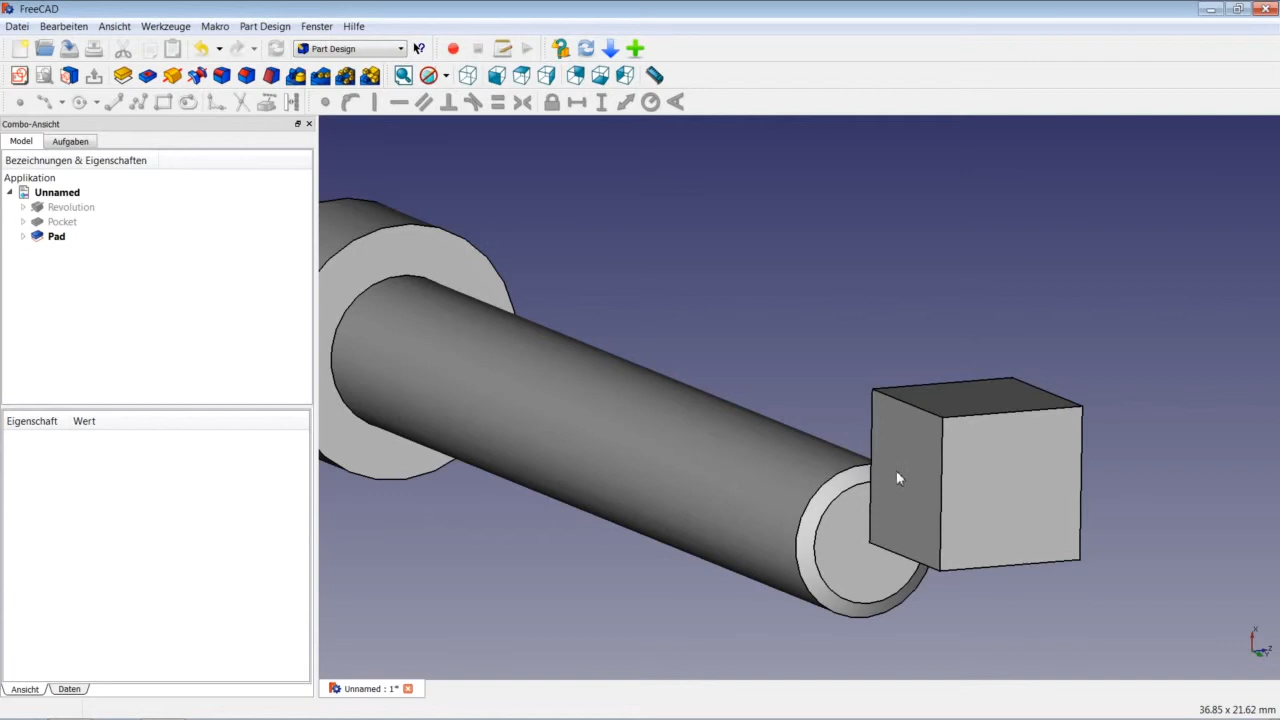 FreeCAD
Datei Bearbeiten Ansicht Werkzeuge Makro Part Design Fenster Hilfe
Part Design
Combo-Ansicht
Model Aufgaben
Bezeichnungen & Eigenschaften
Applikation
Unnamed
Revolution
Pocket
Pad
Eigenschaft Wert
Ansicht Daten
Unnamed : 1*
36.85 x 21.62 mm